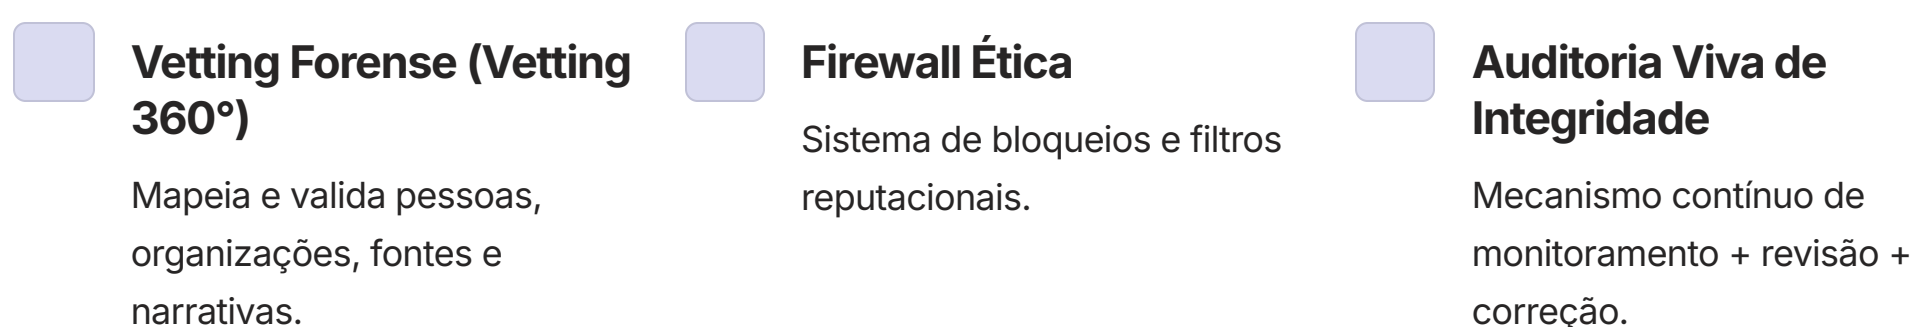 Vetting Forense (Vetting
360°)
Mapeia e valida pessoas,
organizações, fontes e
narrativas.
Firewall Ética
Sistema de bloqueios e filtros
reputacionais.
Auditoria Viva de
Integridade
Mecanismo contínuo de
monitoramento + revisão +
correção.